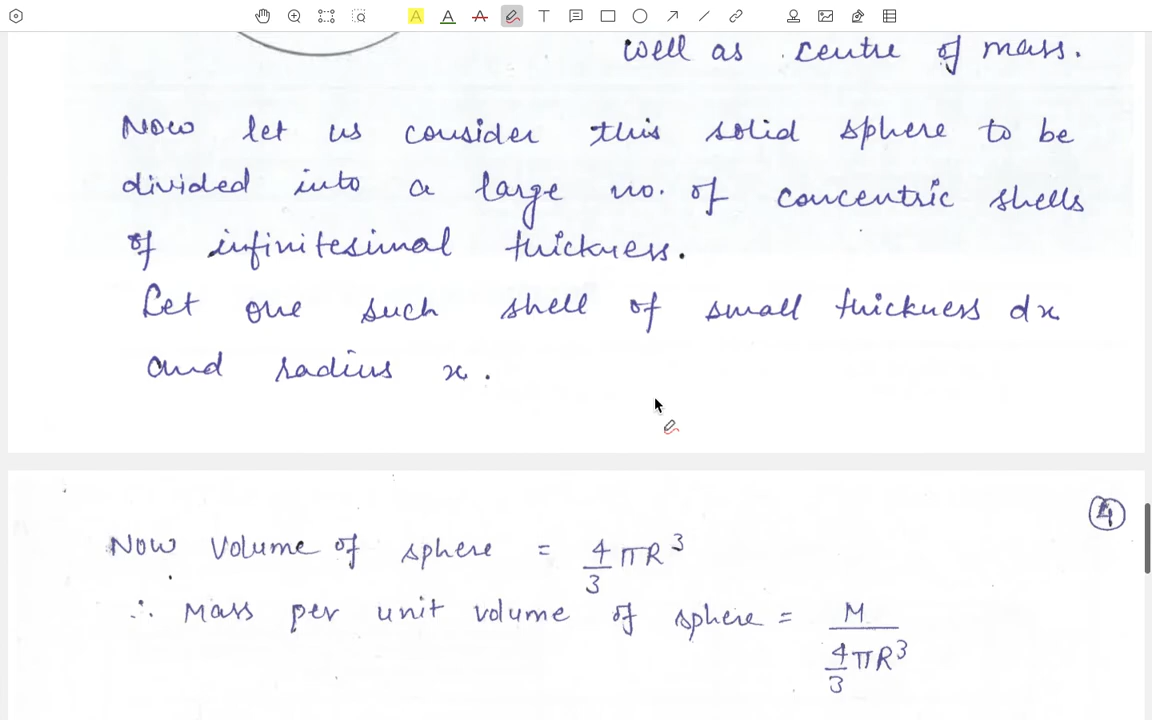 well as centre of mass.
Now let us consider this solid sphere to be
divided into a large no. of concentric shells
of infinitesimal thickness.
Let one such shell of small thickness dx
and radius x.
4
Now Volume of sphere = 4/3 πR³
∴ Mass per unit volume of sphere = M / (4/3 πR³)